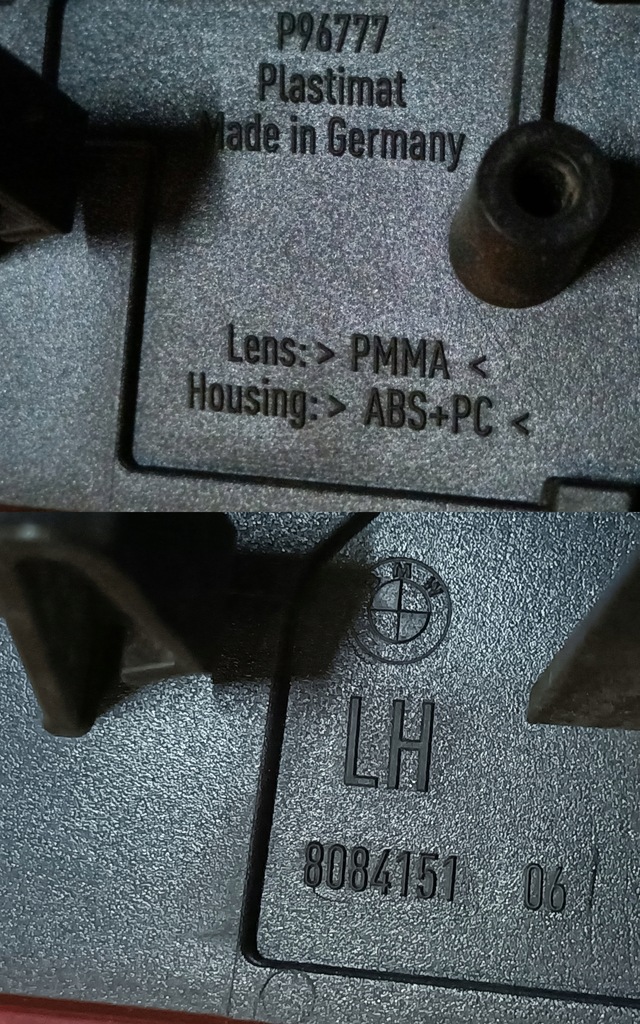 P96777
Plastimat
Made in Germany
Lens:> PMMA <
Housing:> ABS+PC <
BMW
LH
8084151 06